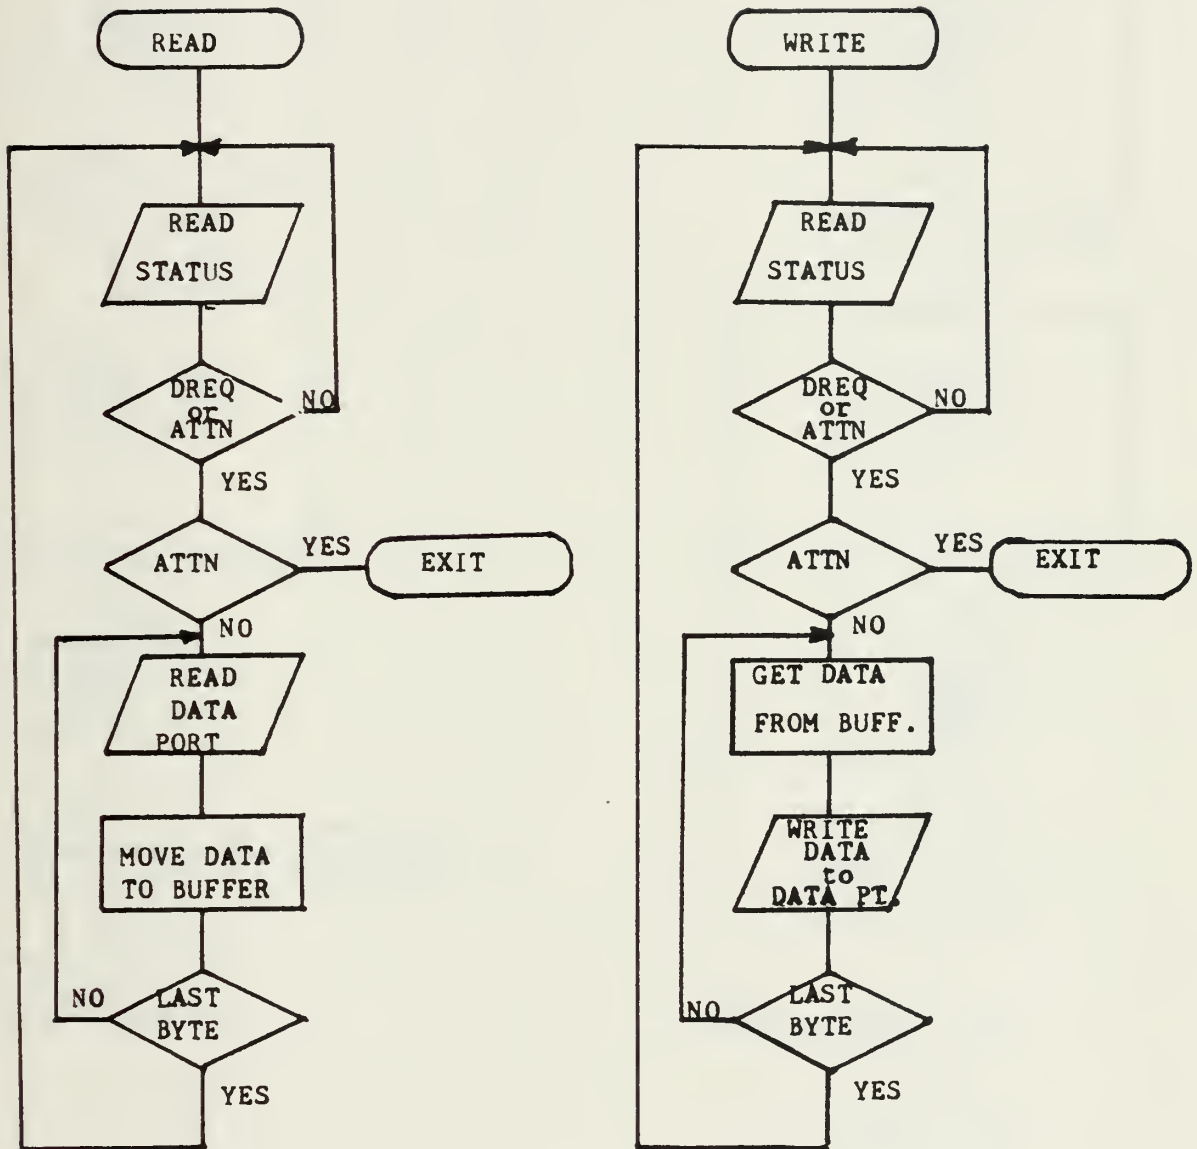 READ
READ
STATUS
DREQ
or
ATTN
NO
YES
ATTN
YES
EXIT
NO
READ
DATA
PORT
MOVE DATA
TO BUFFER
NO
LAST
BYTE
YES
WRITE
READ
STATUS
DREQ
or
ATTN
NO
YES
ATTN
YES
EXIT
NO
GET DATA
FROM BUFF.
WRITE
DATA
to
DATA PT.
NO
LAST
BYTE
YES